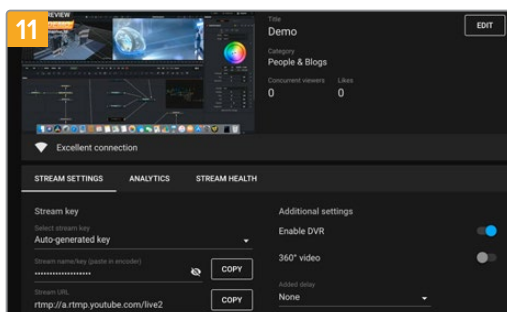 11
REVIEW
Title
Demo
EDIT
Category
People & Blogs
Concurrent viewers
Likes
0
0
Excellent connection
STREAM SETTINGS
ANALYTICS
STREAM HEALTH
Stream key
Additional settings
Select stream key
Auto-generated key
Enable DVR
360° video
Stream name/key (paste in encoder)
•••••••••••••••••••
COPY
Added delay
None
Stream URL
rtmp://a.rtmp.youtube.com/live2
COPY